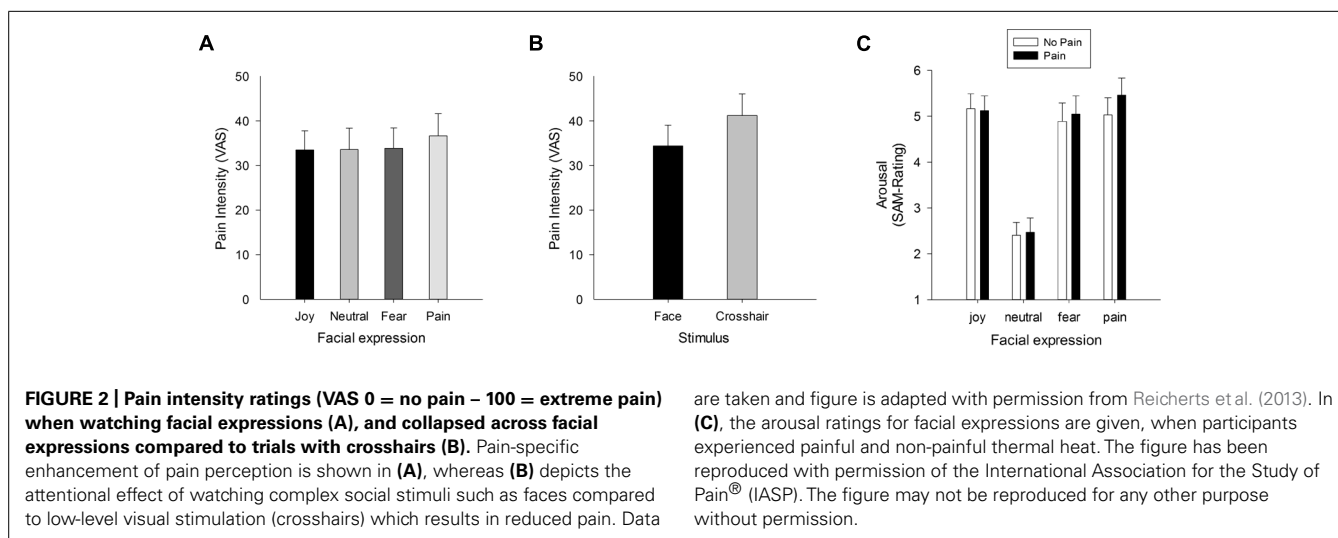 A
B
C
No Pain
Pain
50
40
30
20
10
0
Pain Intensity (VAS)
Joy Neutral Fear Pain
Facial expression
50
40
30
20
10
0
Pain Intensity (VAS)
Face Crosshair
Stimulus
6
5
4
3
2
1
Arousal
(SAM-Rating)
joy neutral fear pain
Facial expression
FIGURE 2 | Pain intensity ratings (VAS 0 = no pain – 100 = extreme pain)
when watching facial expressions (A), and collapsed across facial
expressions compared to trials with crosshairs (B). Pain-specific
enhancement of pain perception is shown in (A), whereas (B) depicts the
attentional effect of watching complex social stimuli such as faces compared
to low-level visual stimulation (crosshairs) which results in reduced pain. Data
are taken and figure is adapted with permission from Reicherts et al. (2013). In
(C), the arousal ratings for facial expressions are given, when participants
experienced painful and non-painful thermal heat. The figure has been
reproduced with permission of the International Association for the Study of
Pain® (IASP). The figure may not be reproduced for any other purpose
without permission.